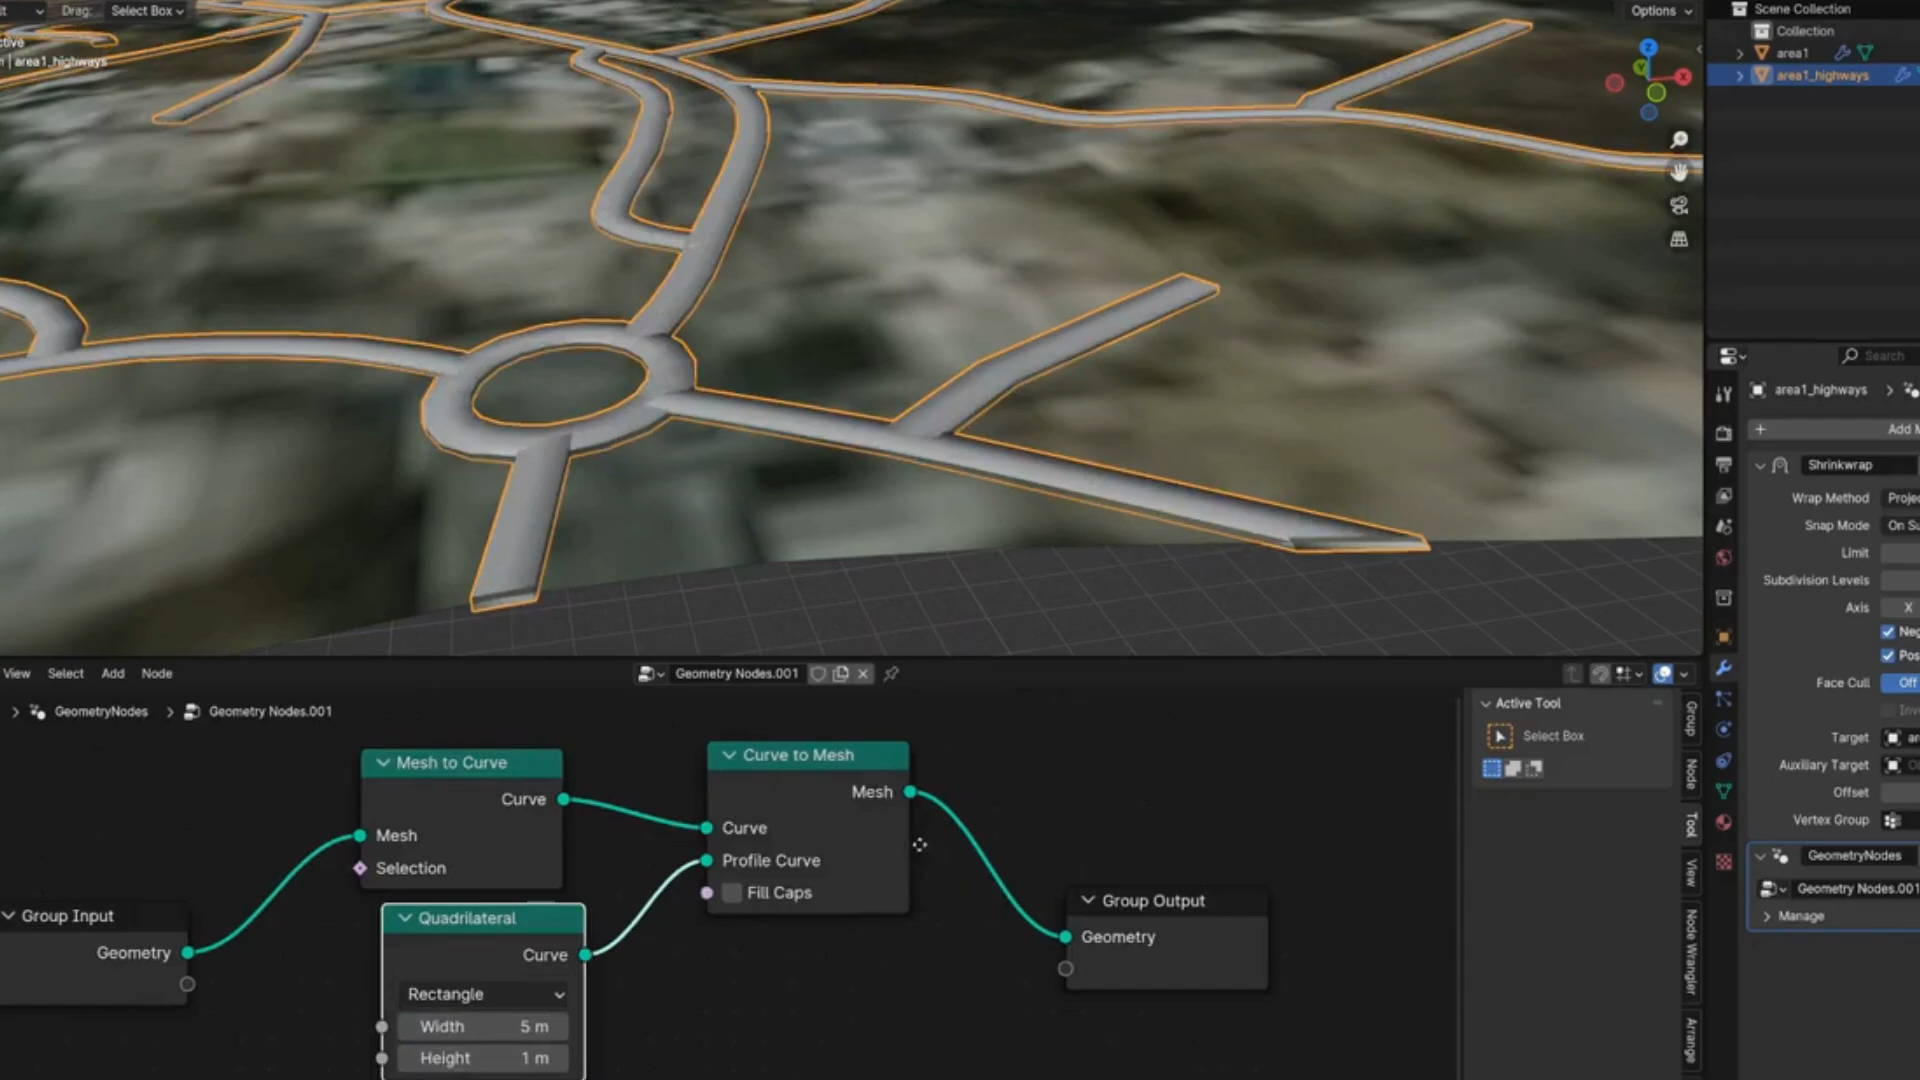 Drag: Select Box
Options
Scene Collection
Collection
area1
area1_highways
| area1_highways
Search
area1_highways
Add
Shrinkwrap
Wrap Method
Snap Mode On
Limit
Subdivision Levels
Axis X
Face Cull Off
Target
Auxiliary Target
Offset
Vertex Group
GeometryNodes
Geometry Nodes.001
Manage
View Select Add Node
Geometry Nodes.001
GeometryNodes
Geometry Nodes.001
Active Tool
Select Box
Group
Node
Tool
View
Node Wrangler
Arrange
Mesh to Curve
Curve
Mesh
Selection
Curve to Mesh
Mesh
Curve
Profile Curve
Fill Caps
Group Input
Geometry
Quadrilateral
Curve
Rectangle
Width 5 m
Height 1 m
Group Output
Geometry
X
Y
Z